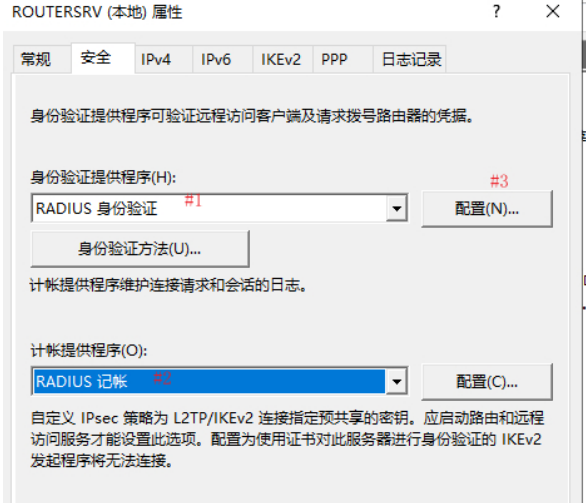 ROUTERSRV (本地) 属性
常规 安全 IPv4 IPv6 IKEv2 PPP 日志记录
身份验证提供程序可验证远程访问客户端及请求拨号路由器的凭据。
身份验证提供程序(H):
#3
RADIUS 身份验证 #1
配置(N)...
身份验证方法(U)...
计帐提供程序维护连接请求和会话的日志。
计帐提供程序(O):
RADIUS 记帐 #2
配置(C)...
自定义 IPsec 策略为 L2TP/IKEv2 连接指定预共享的密钥。应启动路由和远程
访问服务才能设置此选项。配置为使用证书对此服务器进行身份验证的 IKEv2
发起程序将无法连接。